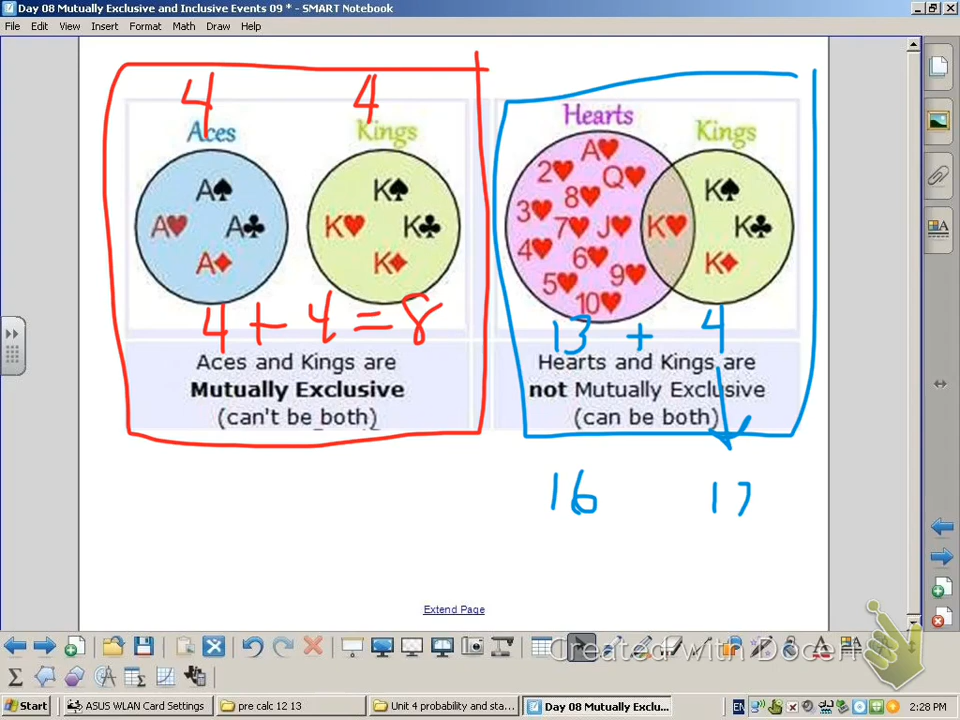 Day 08 Mutually Exclusive and Inclusive Events 09 * - SMART Notebook
File Edit View Insert Format Math Draw Help
4 4
Aces Kings
A♠
A♥ A♣
A♦
K♠
K♥ K♣
K♦
4 + 4 = 8
Aces and Kings are
Mutually Exclusive
(can't be both)
Hearts Kings
A♥
2♥ Q♥
8♥
3♥ 7♥ J♥
4♥ 6♥
5♥ 9♥
10♥
K♥
K♠
K♣
K♦
13 + 4
Hearts and Kings are
not Mutually Exclusive
(can be both)
16 17
Extend Page
Created with Doceri
Start ASUS WLAN Card Settings pre calc 12 13 Unit 4 probability and sta... Day 08 Mutually Exclu... EN 2:28 PM